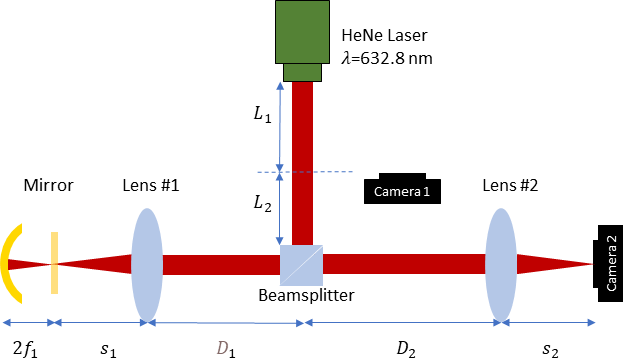 HeNe Laser
λ=632.8 nm
L₁
Mirror
Lens #1
Camera 1
Lens #2
L₂
Camera 2
Beamsplitter
2f₁
s₁
D₁
D₂
s₂